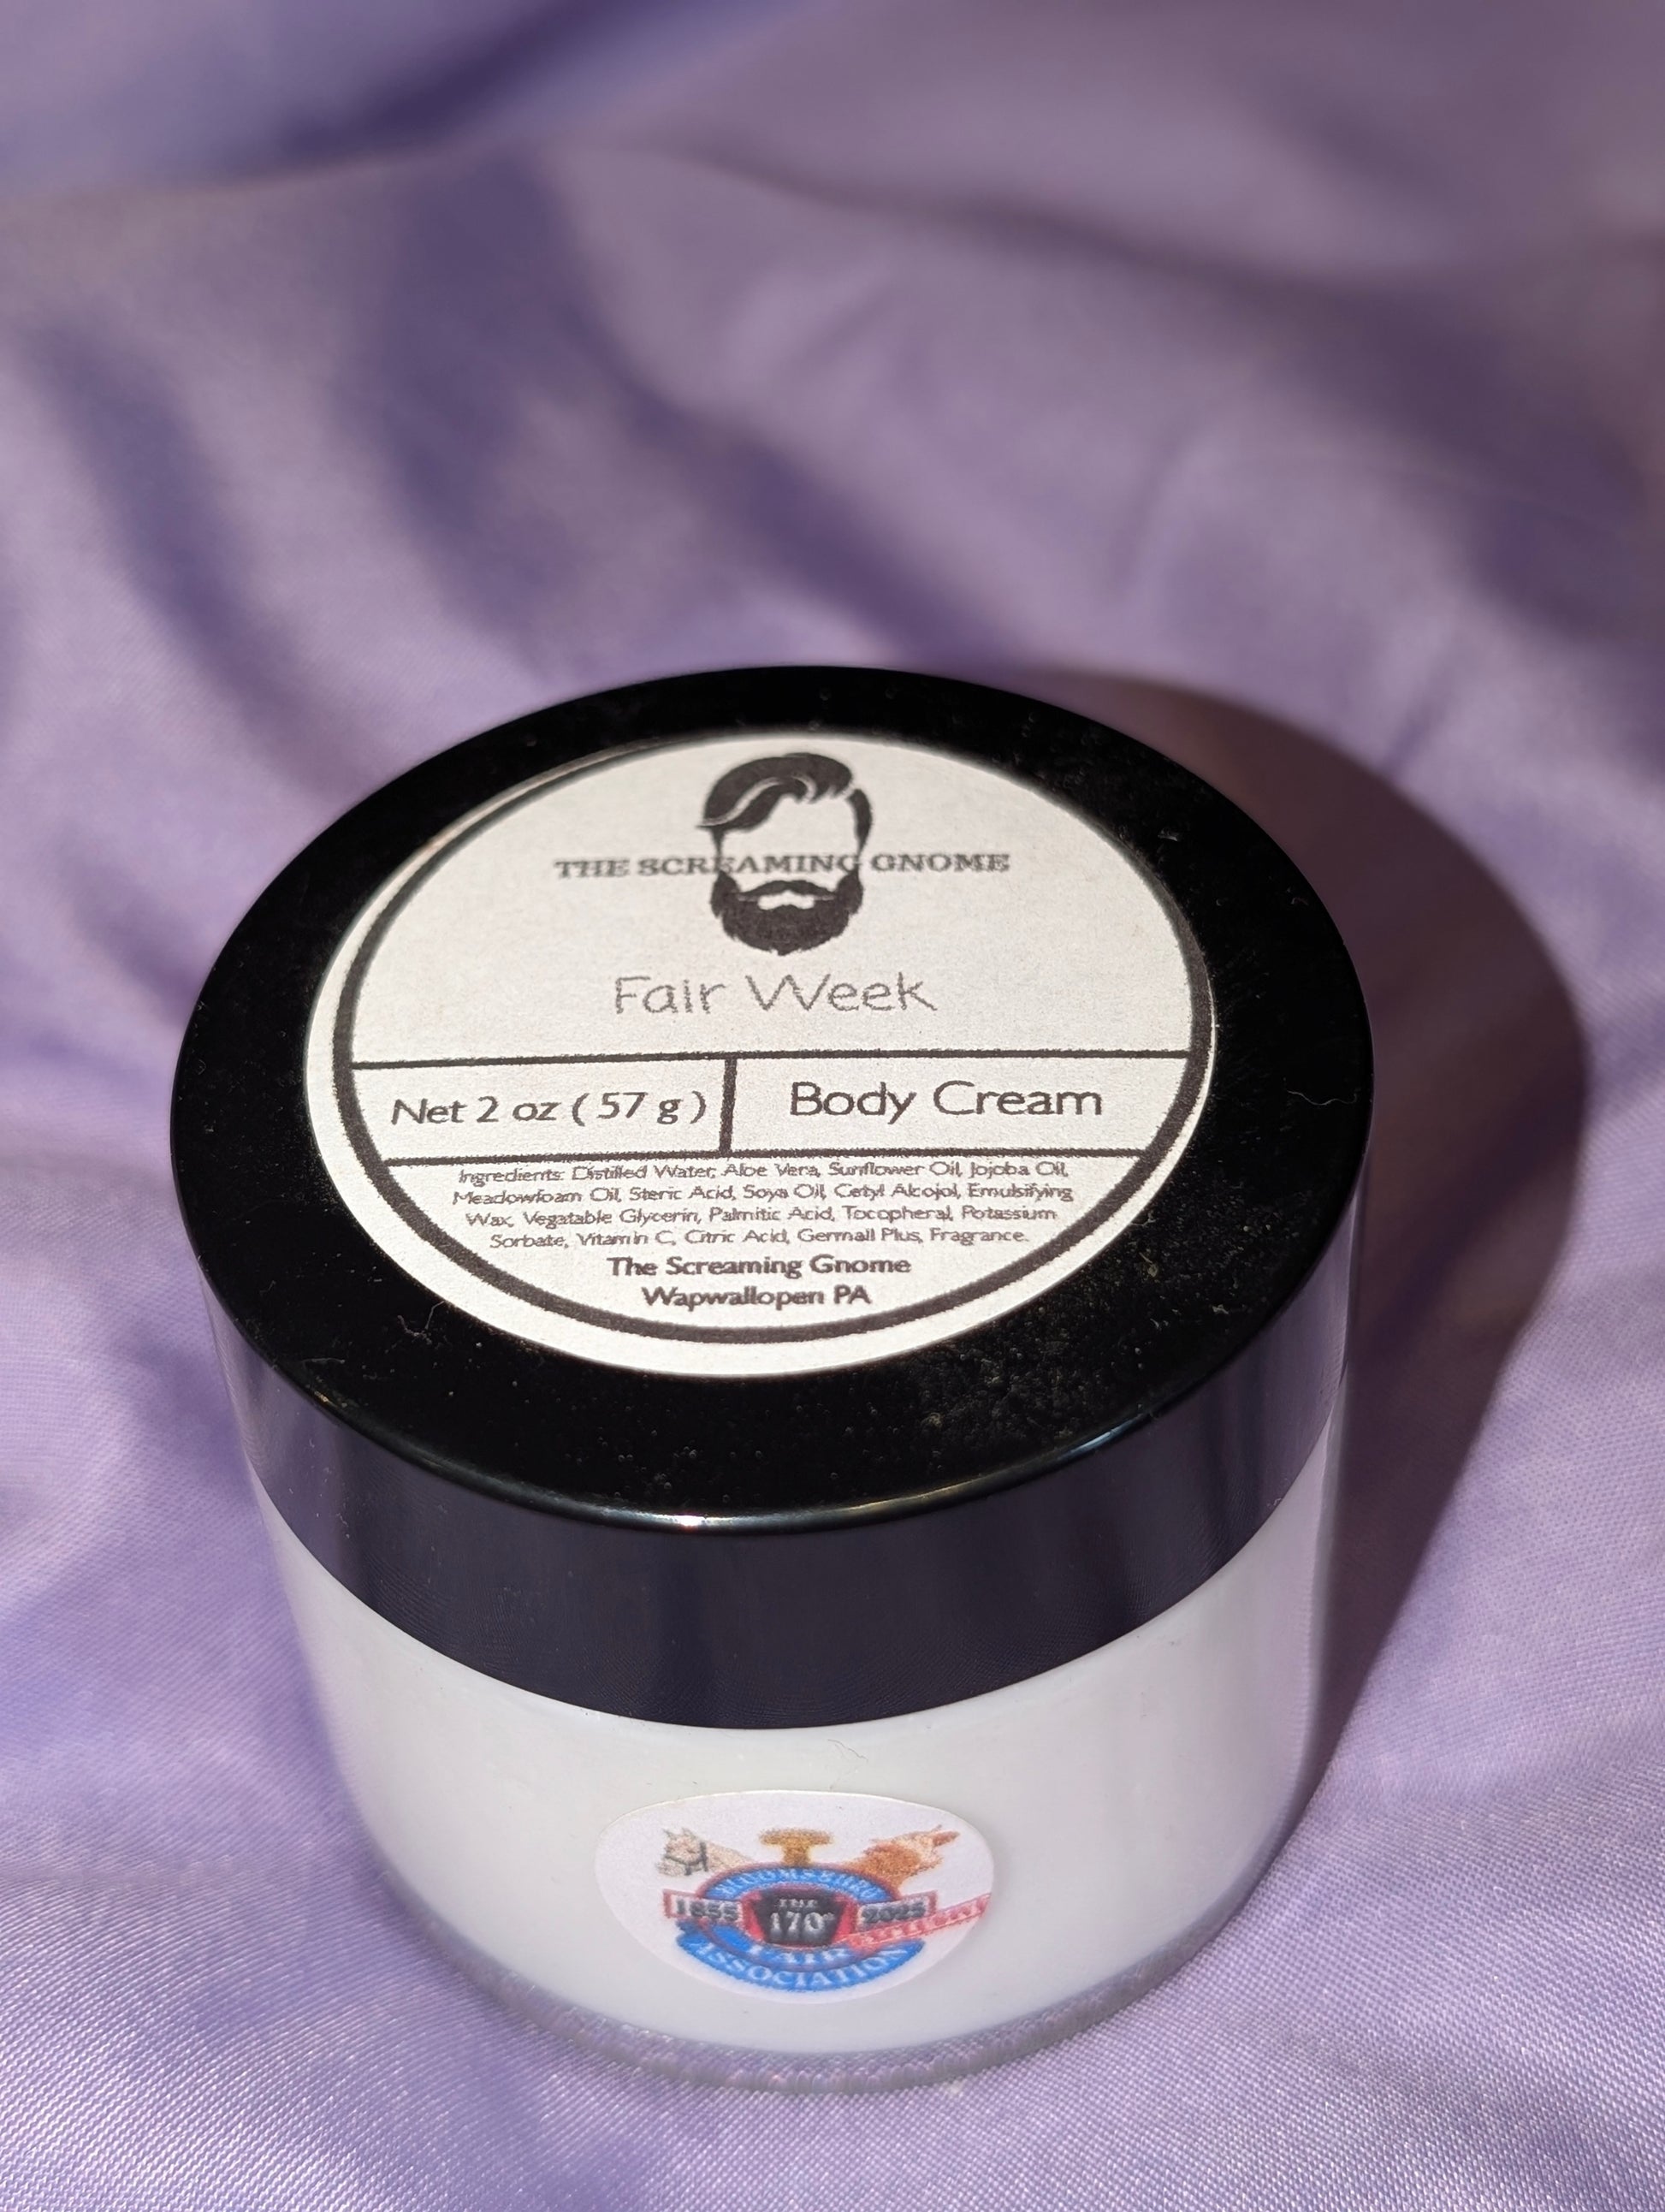 THE SCREAMING GNOME
Fair Week
Net 2 oz ( 57 g )
Body Cream
Ingredients: Distilled Water, Aloe Vera, Sunflower Oil, Jojoba Oil,
Meadowfoam Oil, Steric Acid, Soya Oil, Cetyl Alcojol, Emulsifying
Wax, Vegatable Glycerin, Palmitic Acid, Tocopheral, Potassium
Sorbate, Vitamin C, Citric Acid, Germall Plus, Fragrance.
The Screaming Gnome
Wapwallopen PA
BLOOMSBURG
1855 THE 2025
170
FAIR
ASSOCIATION